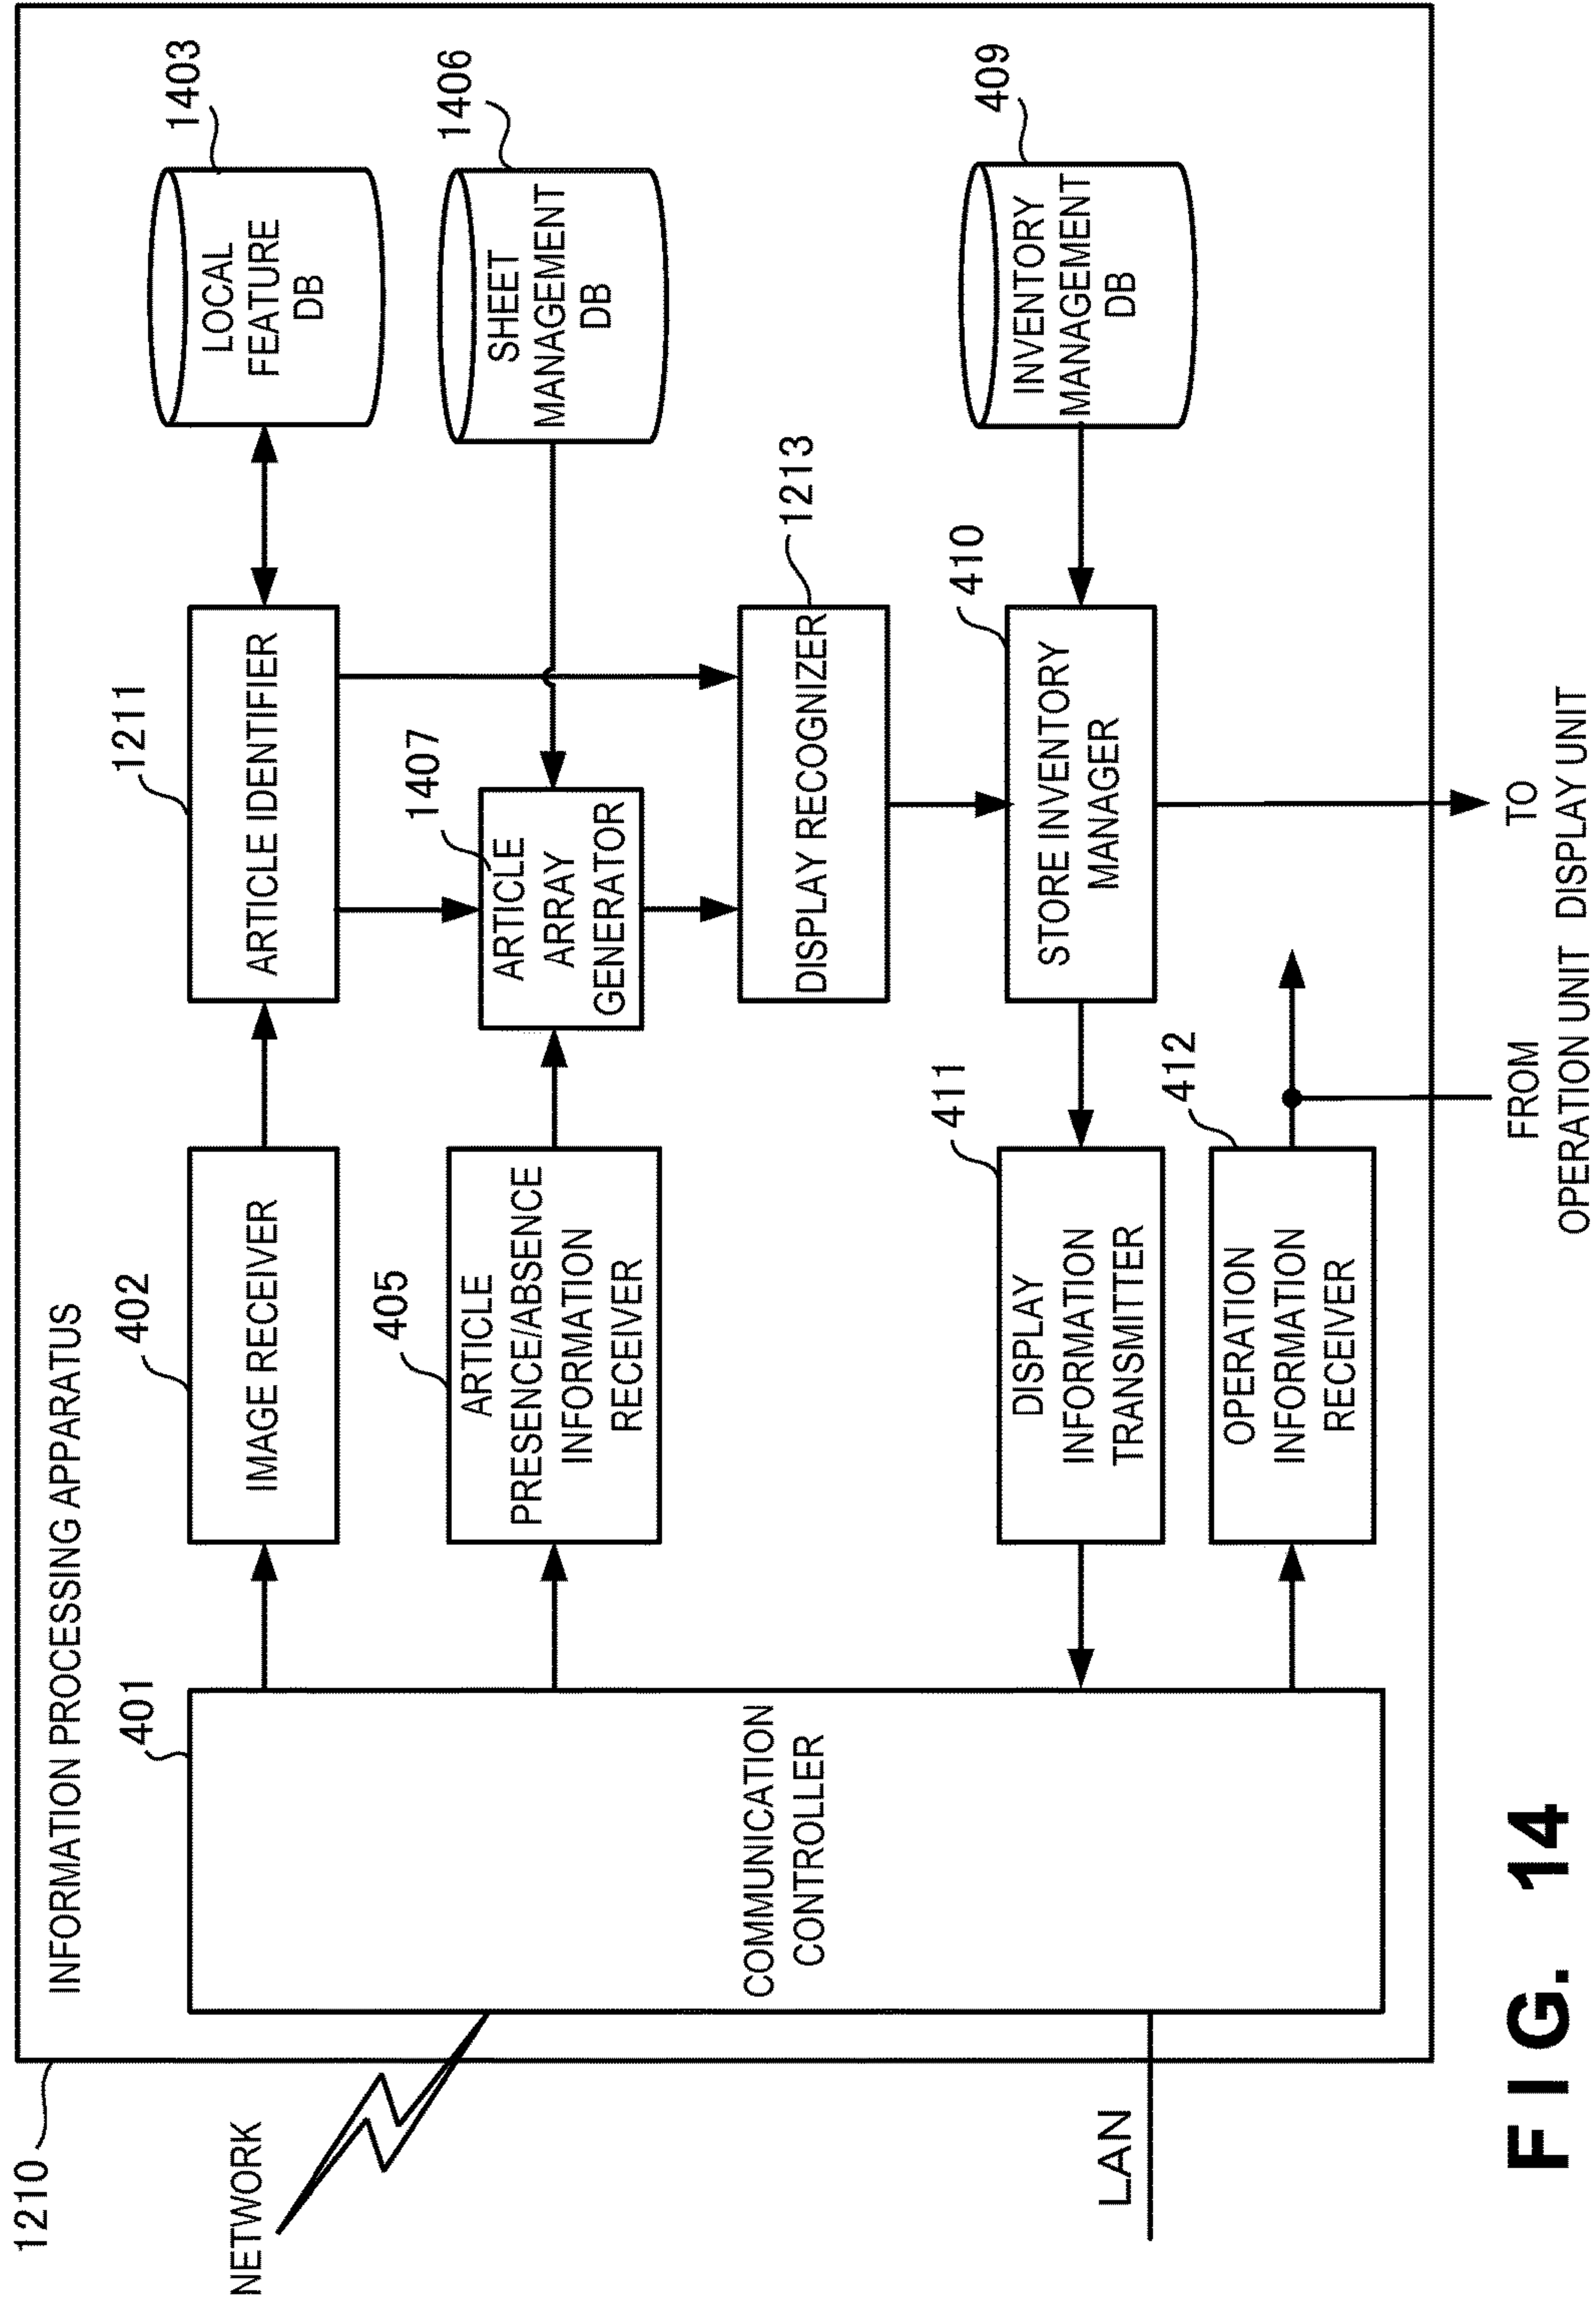 1210
INFORMATION PROCESSING APPARATUS
NETWORK
LAN
401
COMMUNICATION
CONTROLLER
402
IMAGE RECEIVER
1211
ARTICLE IDENTIFIER
1403
LOCAL
FEATURE
DB
405
ARTICLE
PRESENCE/ABSENCE
INFORMATION
RECEIVER
1407
ARTICLE
ARRAY
GENERATOR
1406
SHEET
MANAGEMENT
DB
1213
DISPLAY RECOGNIZER
411
DISPLAY
INFORMATION
TRANSMITTER
410
STORE INVENTORY
MANAGER
409
INVENTORY
MANAGEMENT
DB
412
OPERATION
INFORMATION
RECEIVER
FROM
OPERATION UNIT
TO
DISPLAY UNIT
FIG. 14